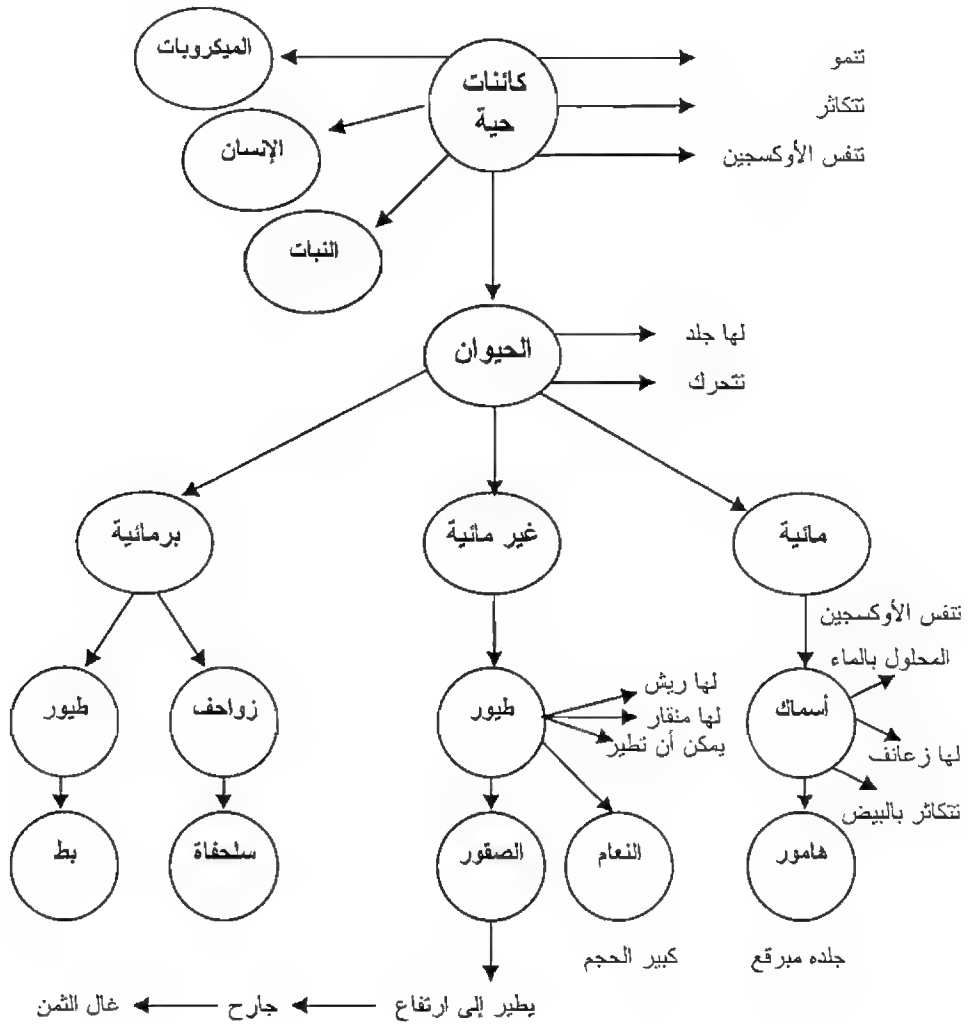 الميكروبات
كائنات
حية
تنمو
تتكاثر
تنفس الأوكسجين
الإنسان
النبات
الحيوان
لها جلد
تتحرك
مائية
غير مائية
برمائية
تتفس الأوكسجين
المحلول بالماء
أسماك
لها زعانف
تتكاثر بالبيض
طيور
لها ريش
لها منقار
يمكن أن تطير
زواحف
طيور
هامور
النعام
الصقور
سلحفاة
بط
جلده مبرقع
كبير الحجم
يطير إلى ارتفاع
جارح
غال الثمن